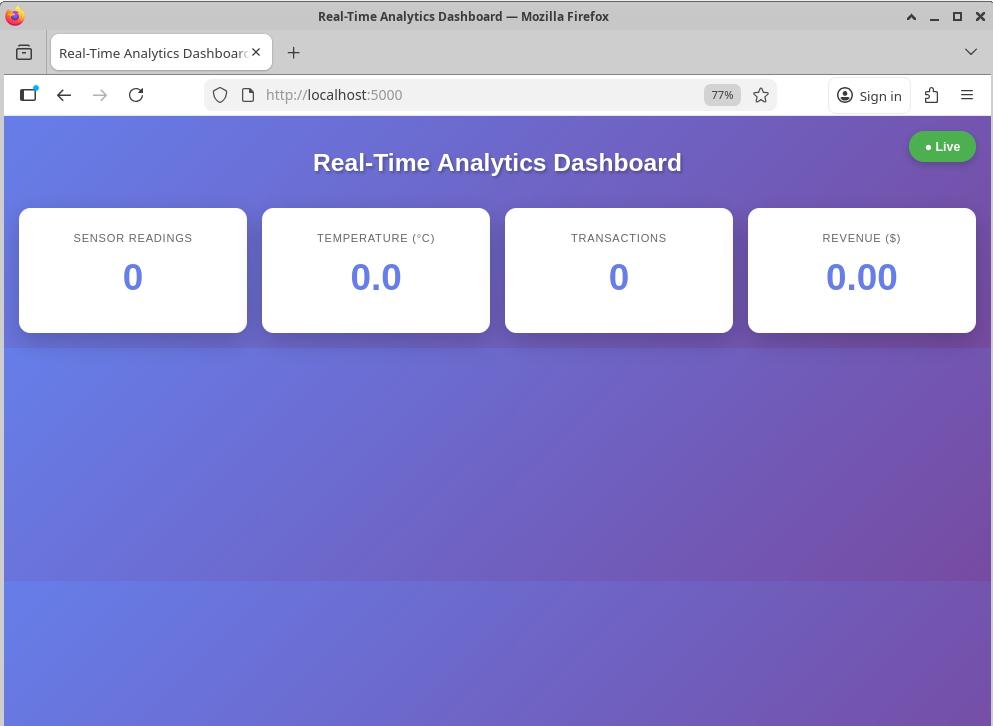 Real-Time Analytics Dashboard — Mozilla Firefox
Real-Time Analytics Dashboard
http://localhost:5000
77%
Sign in
● Live
Real-Time Analytics Dashboard
SENSOR READINGS
0
TEMPERATURE (°C)
0.0
TRANSACTIONS
0
REVENUE ($)
0.00